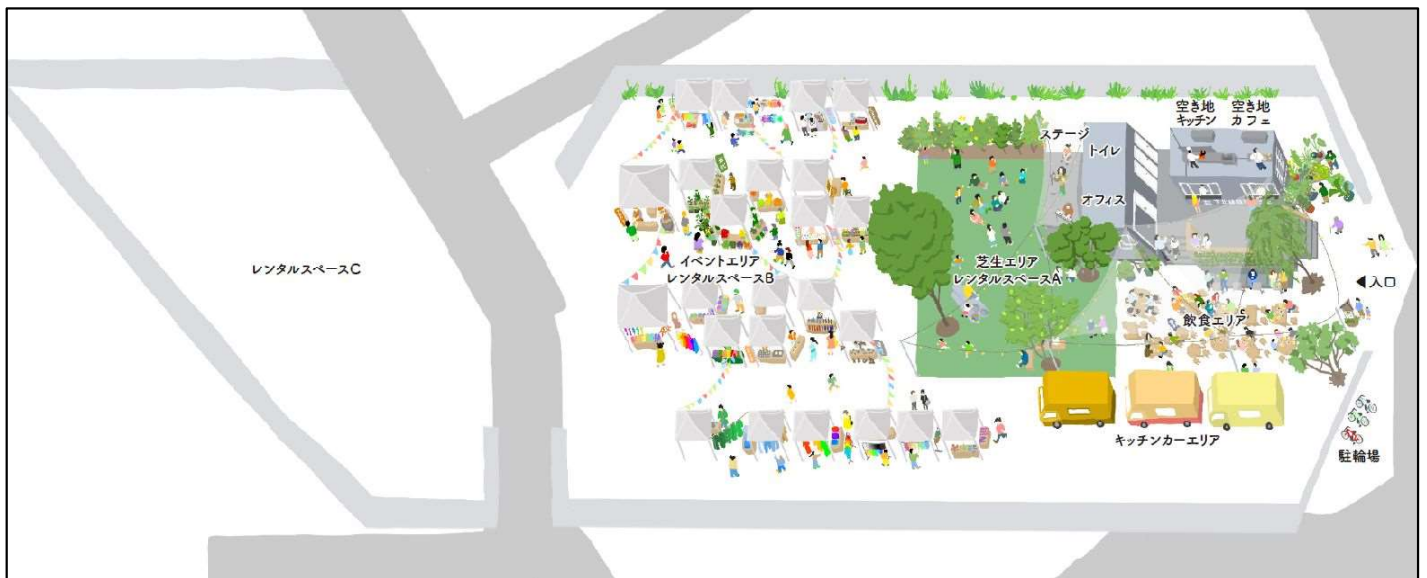 レンタルスペースC
イベントエリア
レンタルスペースB
芝生エリア
レンタルスペースA
ステージ
トイレ
オフィス
空き地
キッチン
空き地
カフェ
◀入口
飲食エリア
キッチンカーエリア
駐輪場